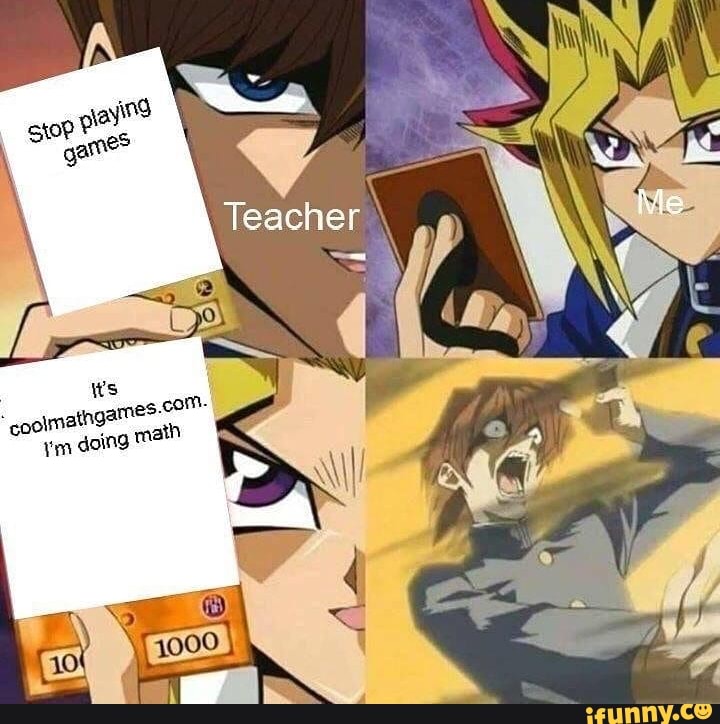 Stop playing
games
Teacher
Me
It's
coolmathgames.com.
I'm doing math
1000
ifunny.co